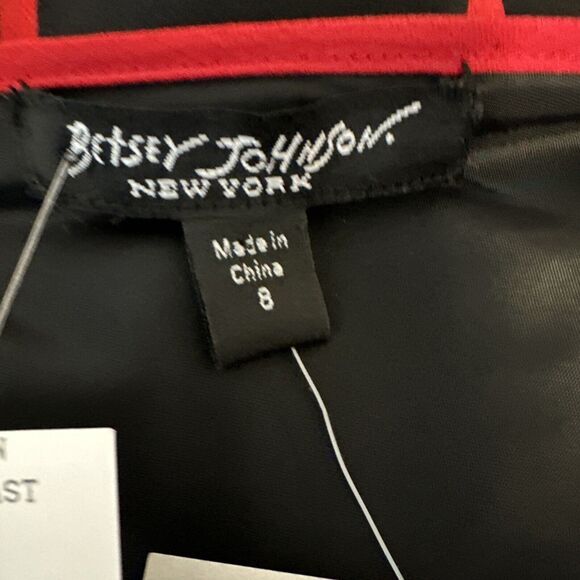 BETSEY JOHNSON.
NEW YORK
Made in
China
8